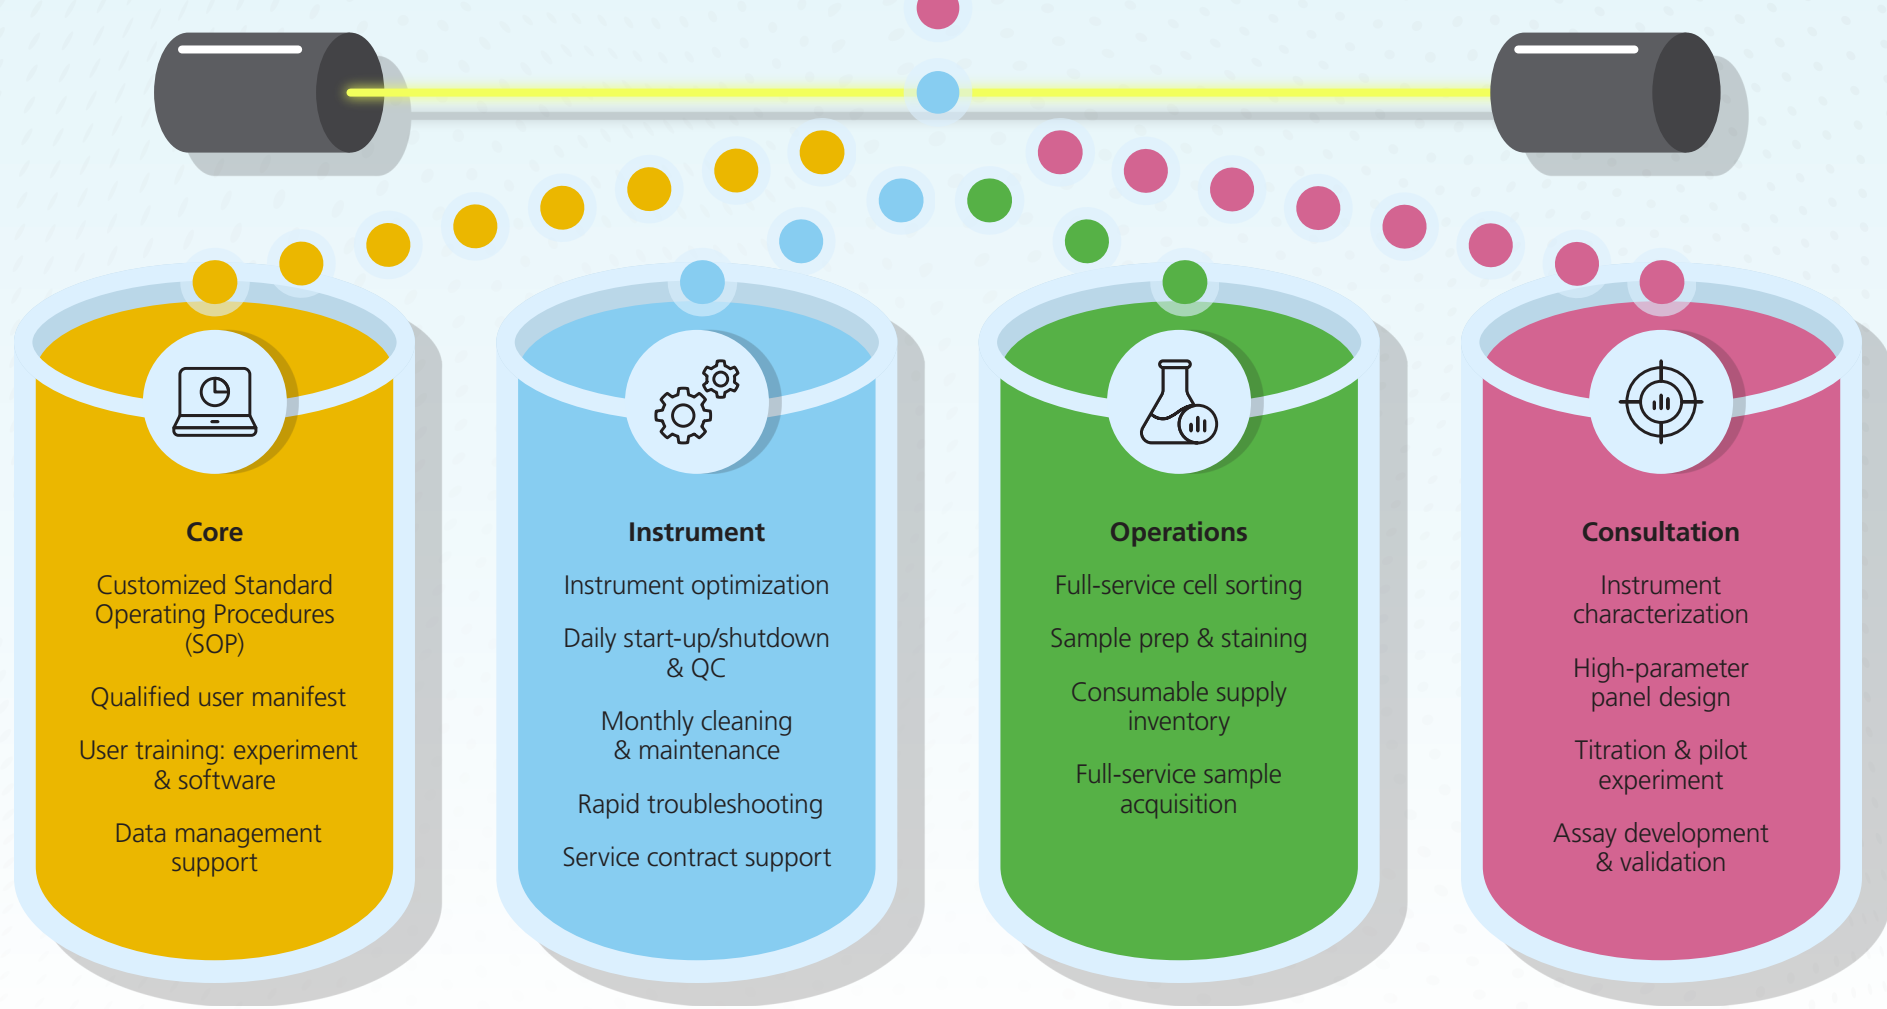 Core
Customized Standard
Operating Procedures
(SOP)
Qualified user manifest
User training: experiment
& software
Data management
support
Instrument
Instrument optimization
Daily start-up/shutdown
& QC
Monthly cleaning
& maintenance
Rapid troubleshooting
Service contract support
Operations
Full-service cell sorting
Sample prep & staining
Consumable supply
inventory
Full-service sample
acquisition
Consultation
Instrument
characterization
High-parameter
panel design
Titration & pilot
experiment
Assay development
& validation